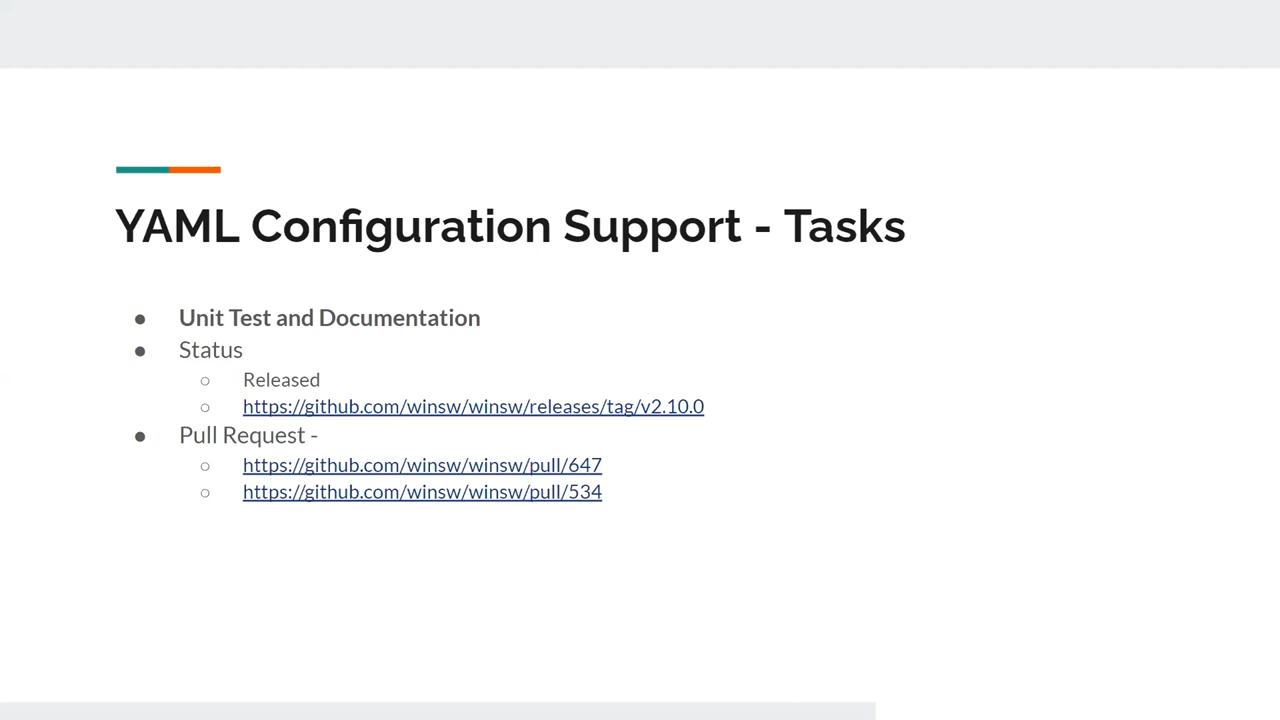 YAML Configuration Support - Tasks
● Unit Test and Documentation
● Status
○ Released
○ https://github.com/winsw/winsw/releases/tag/v2.10.0
● Pull Request -
○ https://github.com/winsw/winsw/pull/647
○ https://github.com/winsw/winsw/pull/534